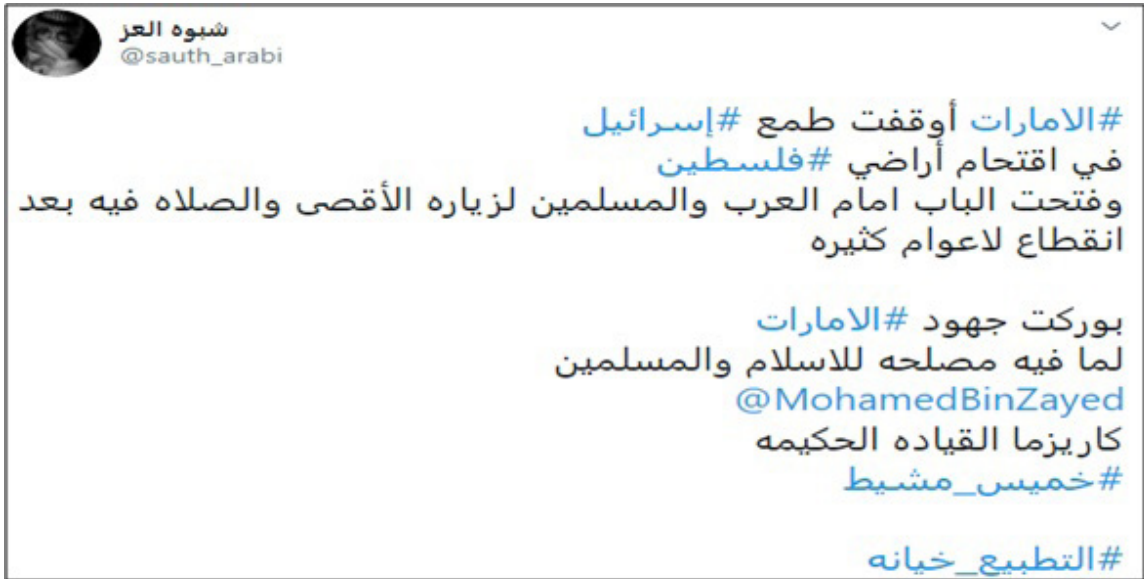 شبوه العز
@sauth_arabi
#الامارات أوقفت طمع #إسرائيل
في اقتحام أراضي #فلسطين
وفتحت الباب امام العرب والمسلمين لزياره الأقصى والصلاه فيه بعد
انقطاع لاعوام كثيره
بوركت جهود #الامارات
لما فيه مصلحه للاسلام والمسلمين
@MohamedBinZayed
كاريزما القياده الحكيمه
#خميس_مشيط
#التطبيع_خيانه